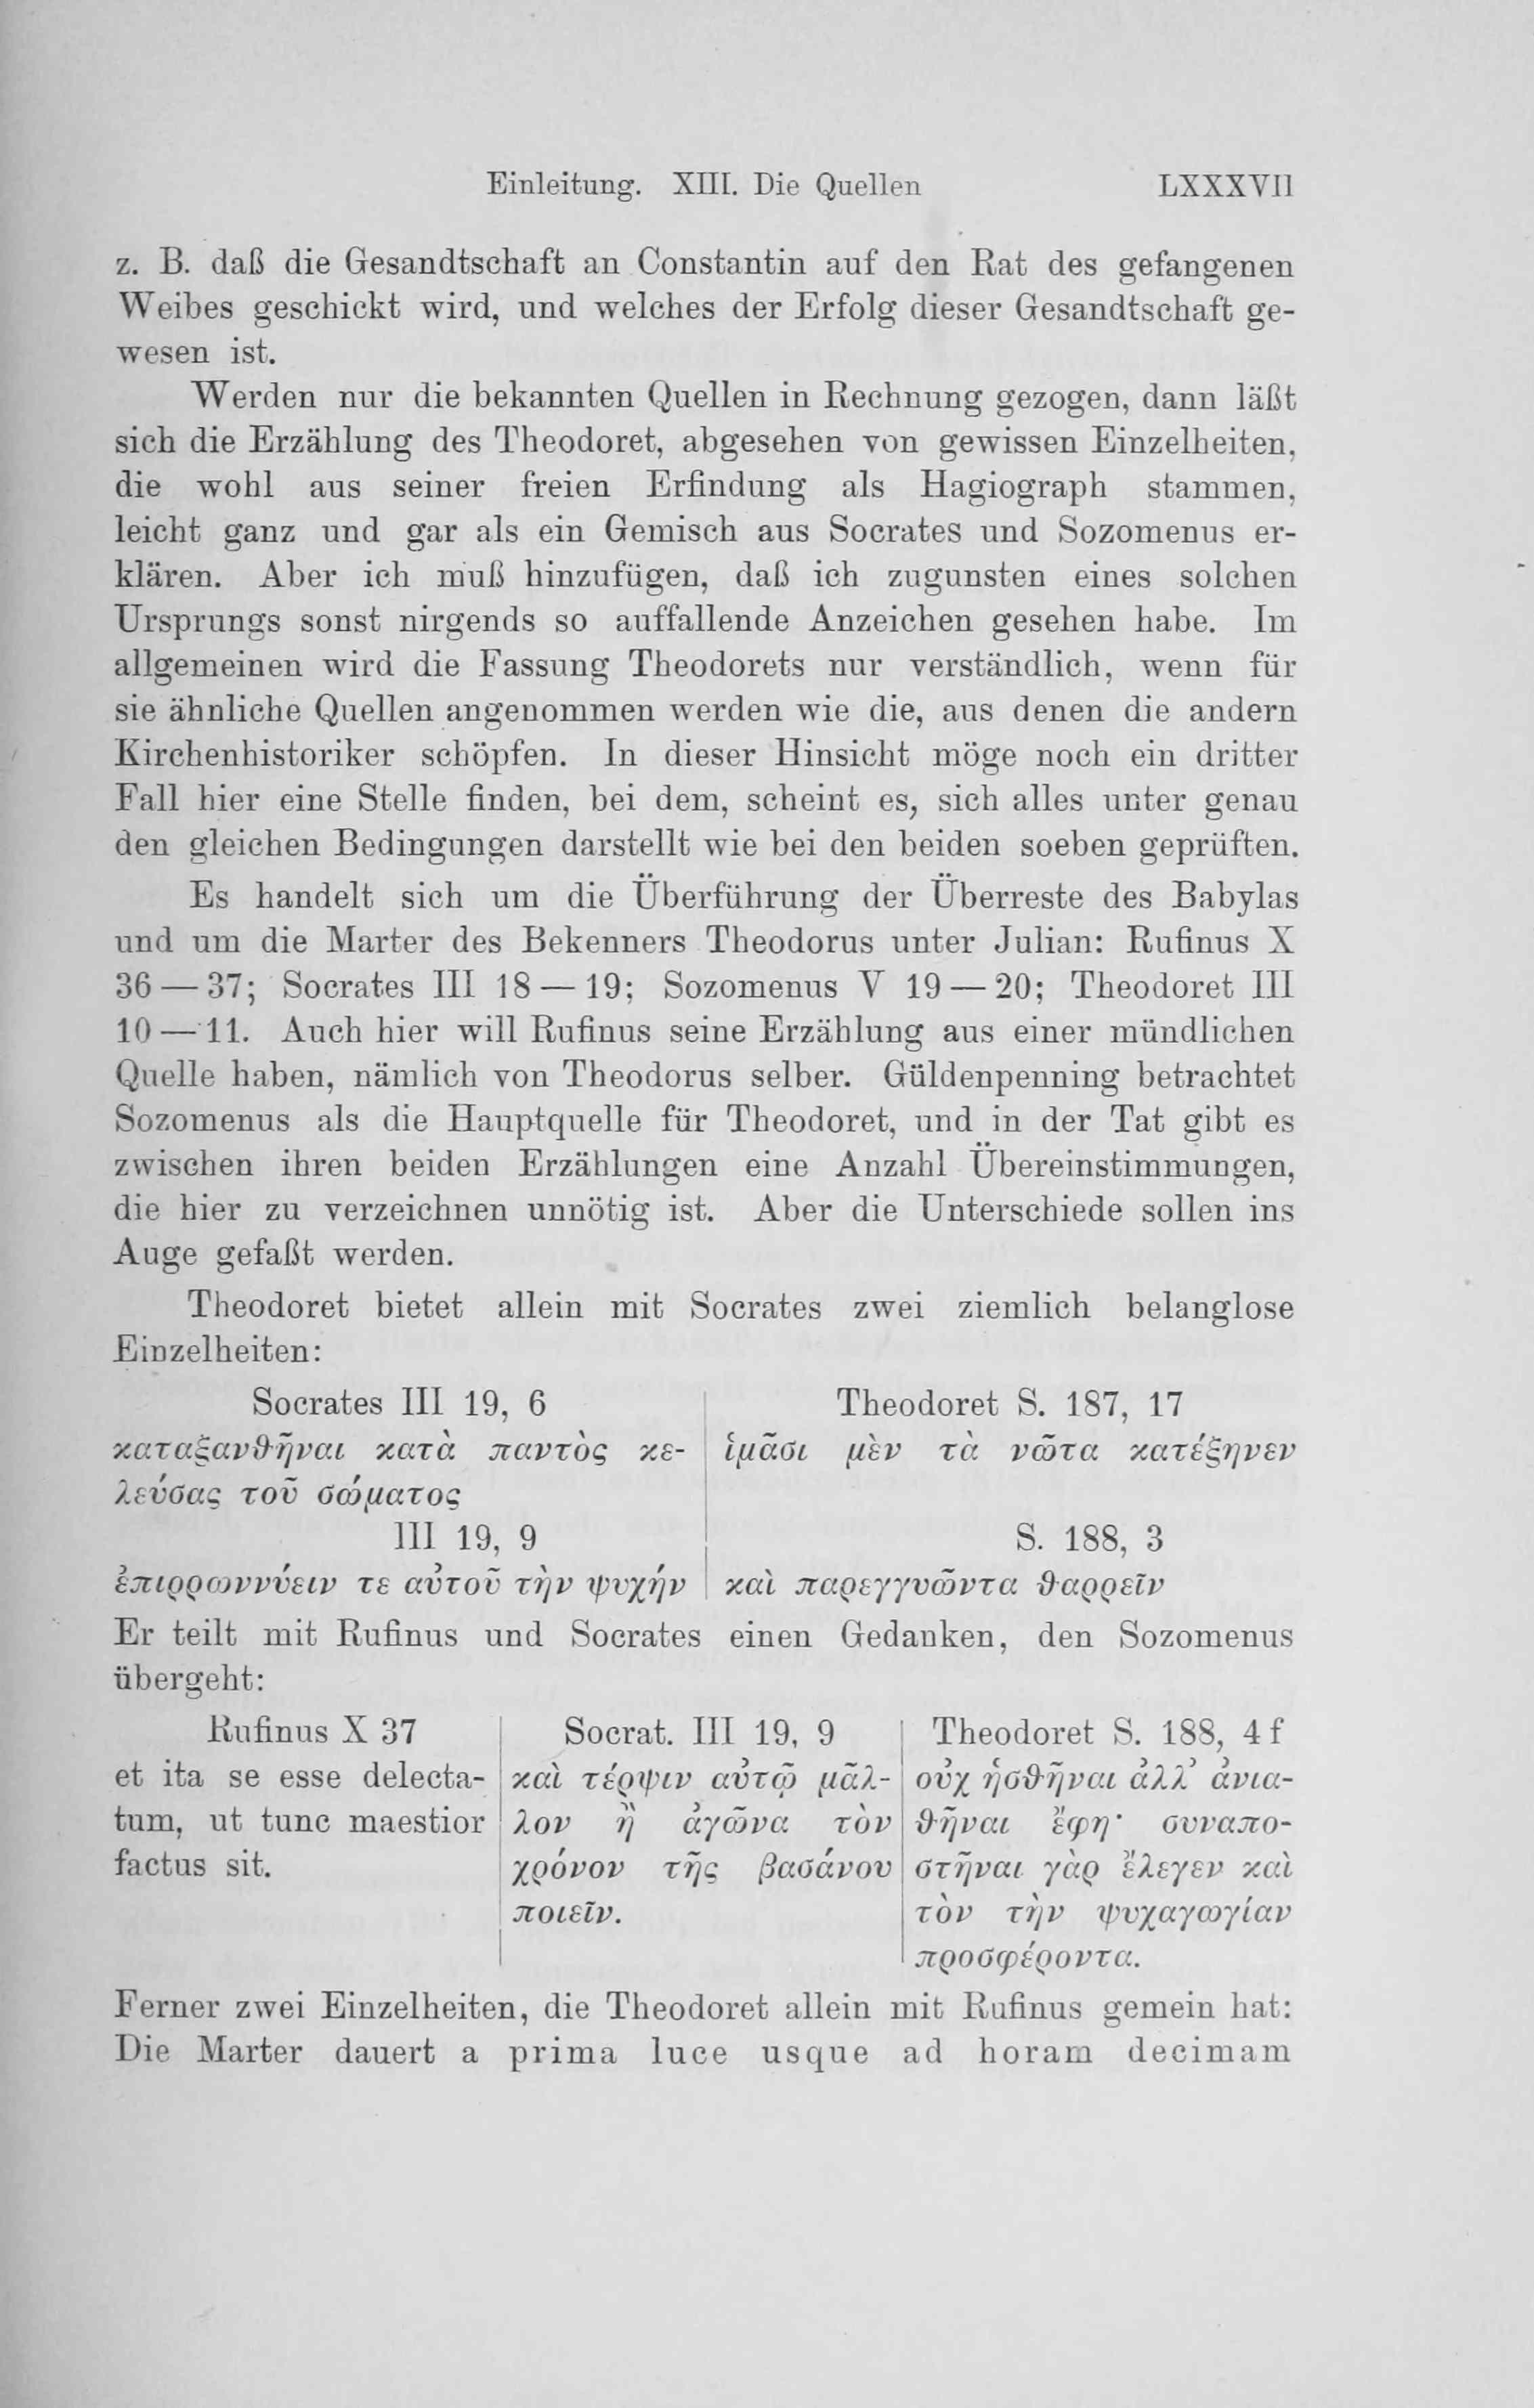 Einleitung. XIII. Die Quellen LXXXVII
z. B. daß die Gesandtschaft an Constantin auf den Rat des gefangenen
Weibes geschickt wird, und welches der Erfolg dieser Gesandtschaft ge-
wesen ist.
Werden nur die bekannten Quellen in Rechnung gezogen, dann läßt
sich die Erzählung des Theodoret, abgesehen von gewissen Einzelheiten,
die wohl aus seiner freien Erfindung als Hagiograph stammen,
leicht ganz und gar als ein Gemisch aus Socrates und Sozomenus er-
klären. Aber ich muß hinzufügen, daß ich zugunsten eines solchen
Ursprungs sonst nirgends so auffallende Anzeichen gesehen habe. Im
allgemeinen wird die Fassung Theodorets nur verständlich, wenn für
sie ähnliche Quellen angenommen werden wie die, aus denen die andern
Kirchenhistoriker schöpfen. In dieser Hinsicht möge noch ein dritter
Fall hier eine Stelle finden, bei dem, scheint es, sich alles unter genau
den gleichen Bedingungen darstellt wie bei den beiden soeben geprüften.
Es handelt sich um die Überführung der Überreste des Babylas
und um die Marter des Bekenners Theodorus unter Julian: Rufinus X
36 — 37; Socrates III 18 — 19; Sozomenus V 19 — 20; Theodoret III
10 — 11. Auch hier will Rufinus seine Erzählung aus einer mündlichen
Quelle haben, nämlich von Theodorus selber. Güldenpenning betrachtet
Sozomenus als die Hauptquelle für Theodoret, und in der Tat gibt es
zwischen ihren beiden Erzählungen eine Anzahl Übereinstimmungen,
die hier zu verzeichnen unnötig ist. Aber die Unterschiede sollen ins
Auge gefaßt werden.
Theodoret bietet allein mit Socrates zwei ziemlich belanglose
Einzelheiten:
Socrates III 19, 6
καταξανθῆναι κατὰ παντὸς κε-
λεύσας τοῦ σώματος
III 19, 9
ἐπιρρωννύειν τε αὐτοῦ τὴν ψυχήν
Theodoret S. 187, 17
ἱμᾶσι μὲν τὰ νῶτα κατέξηνεν
S. 188, 3
καὶ παρεγγυῶντα θαρρεῖν
Er teilt mit Rufinus und Socrates einen Gedanken, den Sozomenus
übergeht:
Rufinus X 37
et ita se esse delecta-
tum, ut tunc maestior
factus sit.
Socrat. III 19, 9
καὶ τέρψιν αὐτῷ μᾶλ-
λον ἢ ἀγῶνα τὸν
χρόνον τῆς βασάνου
ποιεῖν.
Theodoret S. 188, 4 f
οὐχ ἡσθῆναι ἀλλ’ ἀνια-
θῆναι ἔφη· συναπο-
στῆναι γὰρ ἔλεγεν καὶ
τὸν τὴν ψυχαγωγίαν
προσφέροντα.
Ferner zwei Einzelheiten, die Theodoret allein mit Rufinus gemein hat:
Die Marter dauert a prima luce usque ad horam decimam